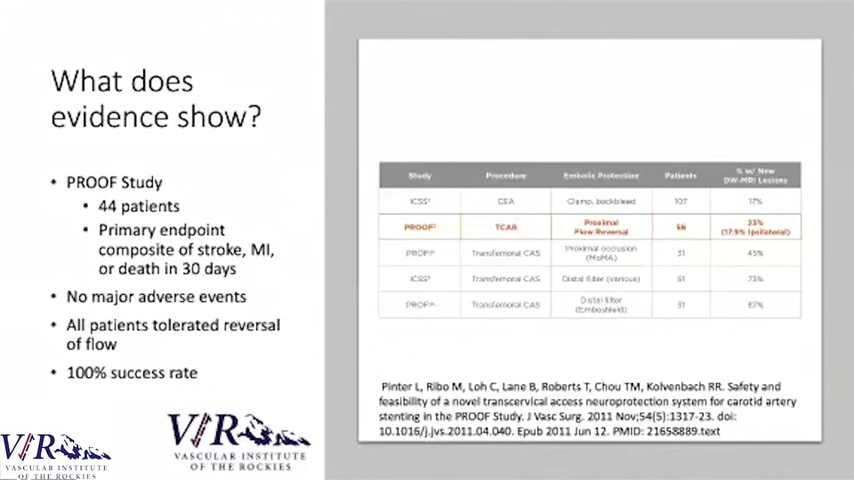 What does
evidence show?
• PROOF Study
• 44 patients
• Primary endpoint
composite of stroke, MI,
or death in 30 days
• No major adverse events
• All patients tolerated reversal
of flow
• 100% success rate
Study Procedure Embolic Protection Patients % w/ New DW-MRI Lesions
ICSS CEA Clamp, backbleed 107 17%
PROOF TCAR Proximal Flow Reversal 56 23% (17.9% Ipsilateral)
Transfemoral CAS Proximal occlusion (MoMA) 31 45%
ICSS Transfemoral CAS Distal filter (various) 51 73%
Transfemoral CAS Distal filter (Emboshield) 31 87%
Pinter L, Ribo M, Loh C, Lane B, Roberts T, Chou TM, Kolvenbach RR. Safety and
feasibility of a novel transcervical access neuroprotection system for carotid artery
stenting in the PROOF Study. J Vasc Surg. 2011 Nov;54(5):1317-23. doi:
10.1016/j.jvs.2011.04.040. Epub 2011 Jun 12. PMID: 21658889.text
VIR
VASCULAR INSTITUTE
OF THE ROCKIES
VIR
VASCULAR INSTITUTE
OF THE ROCKIES